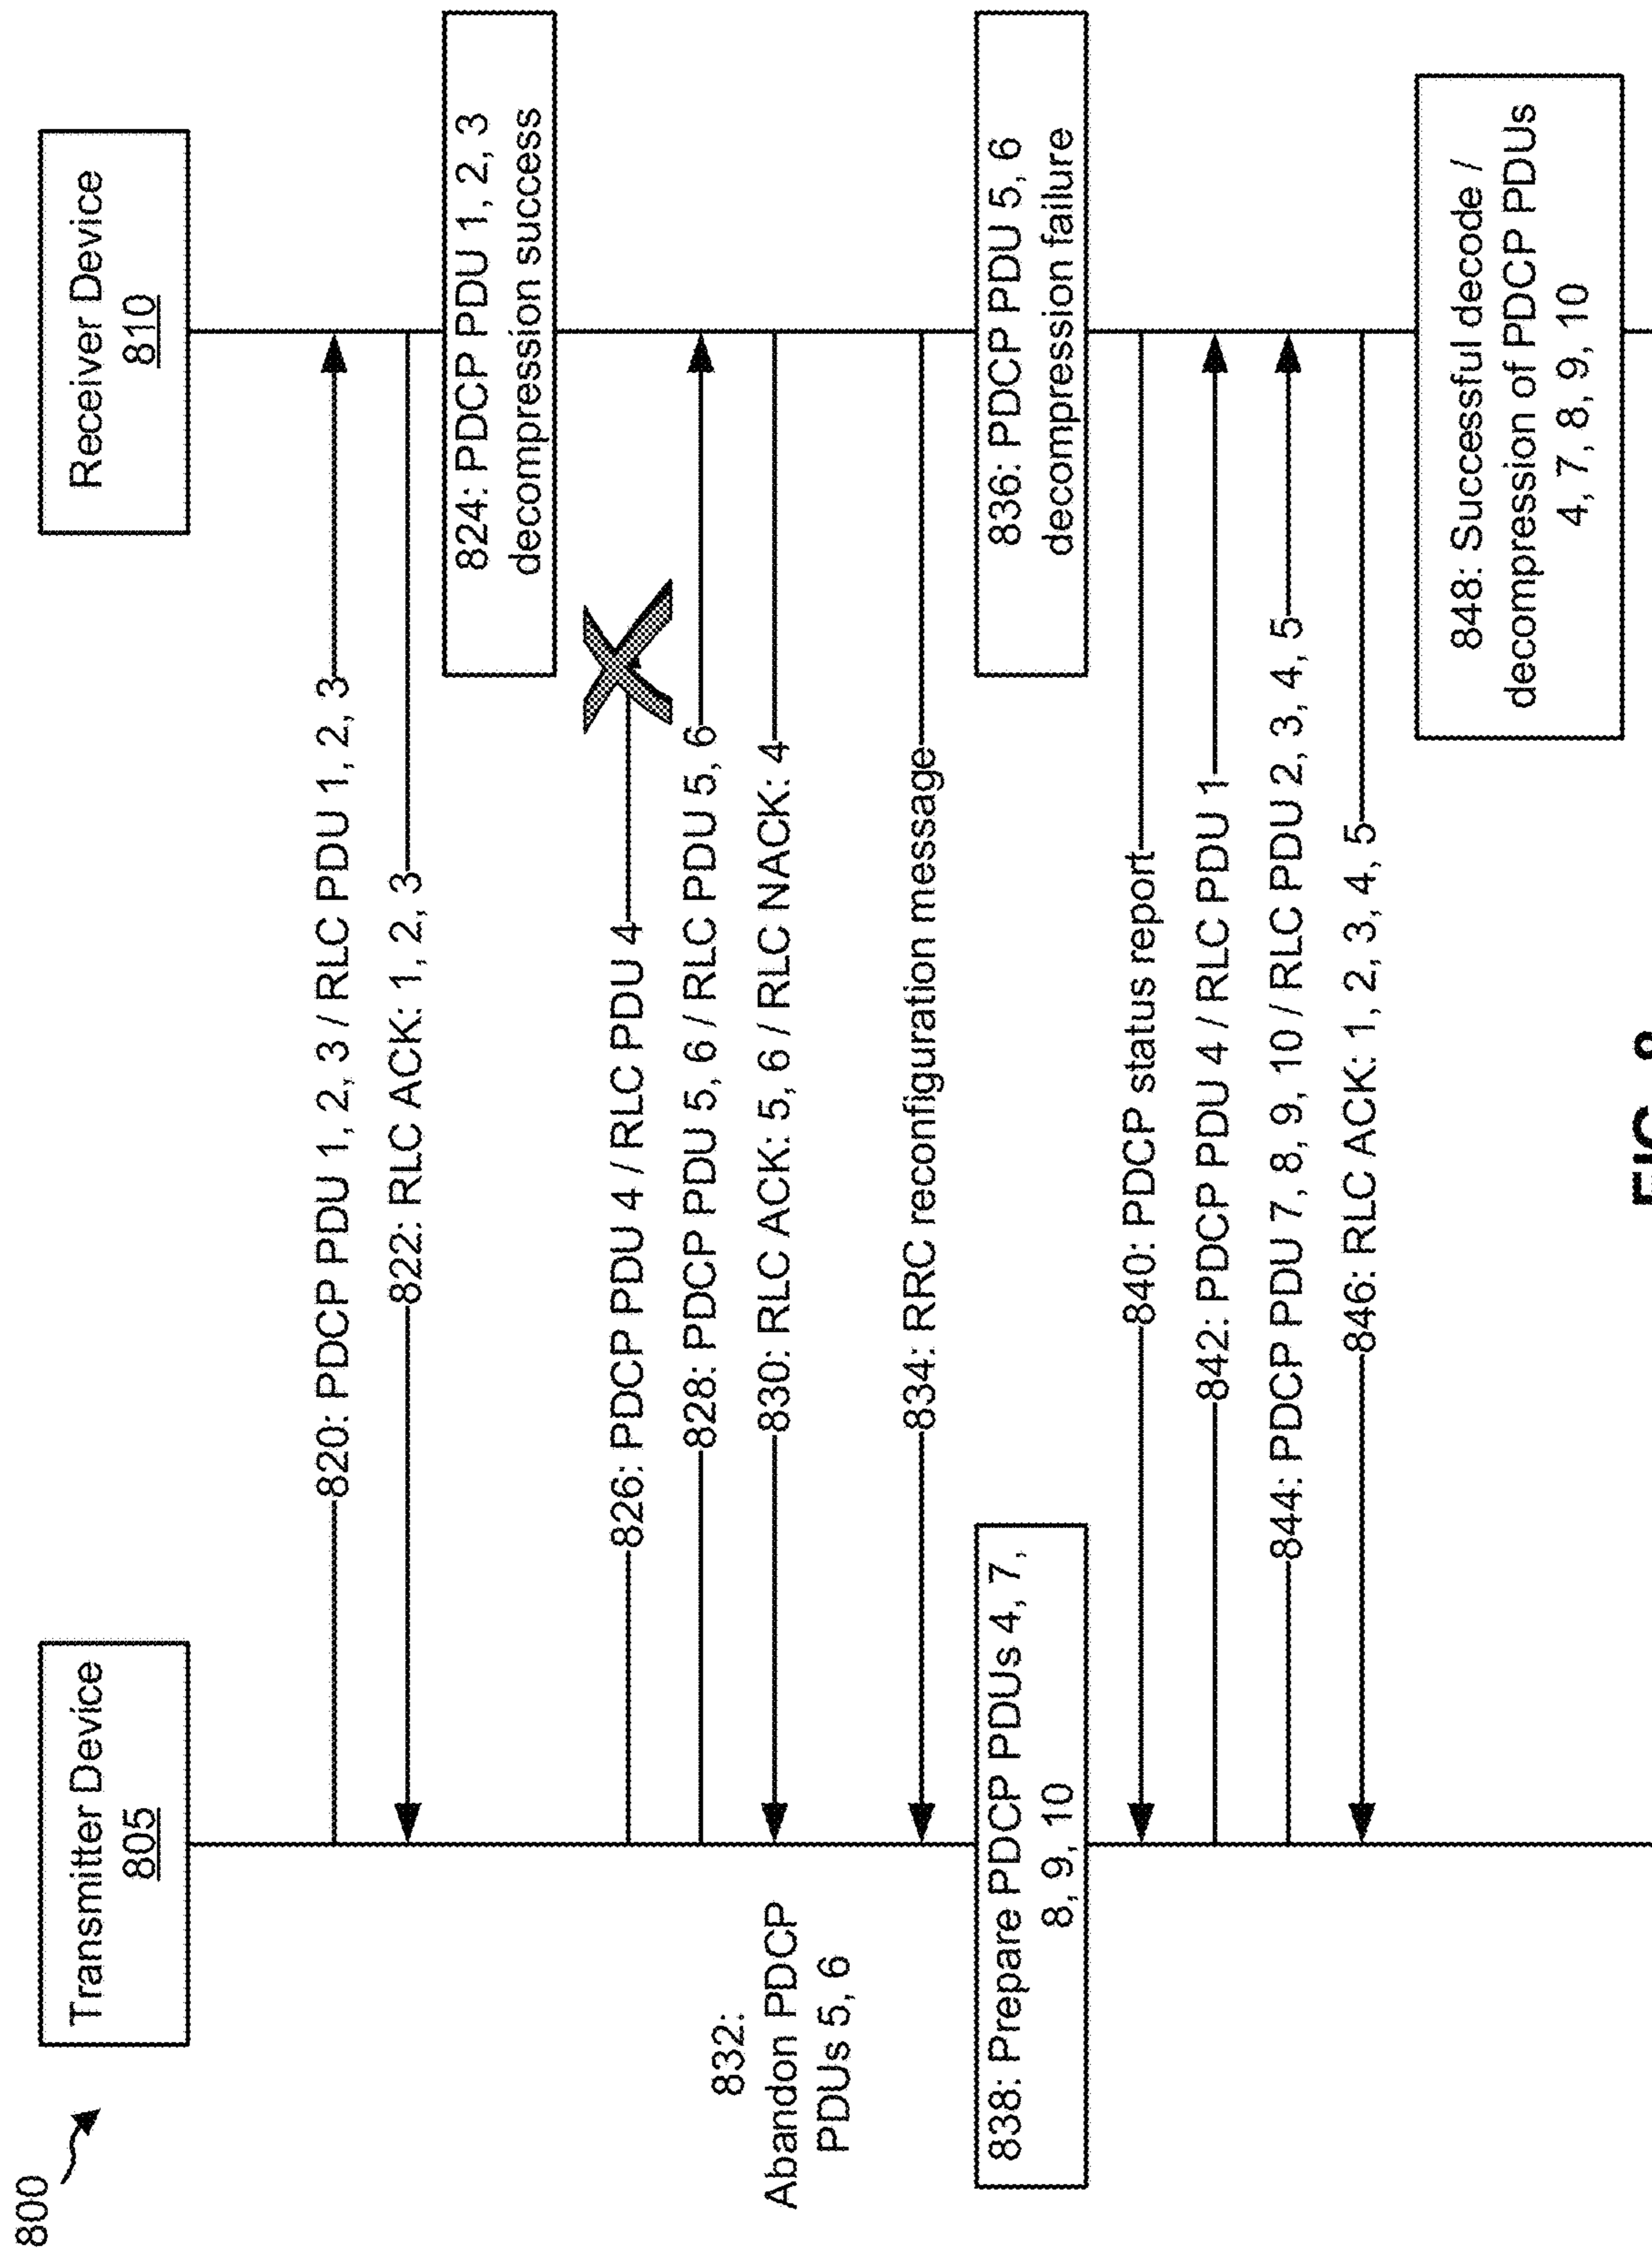 800
Transmitter Device
805
Receiver Device
810
820: PDCP PDU 1, 2, 3 / RLC PDU 1, 2, 3
822: RLC ACK: 1, 2, 3
824: PDCP PDU 1, 2, 3
decompression success
826: PDCP PDU 4 / RLC PDU 4
828: PDCP PDU 5, 6 / RLC PDU 5, 6
830: RLC ACK: 5, 6 / RLC NACK: 4
832:
Abandon PDCP
PDUs 5, 6
834: RRC reconfiguration message
836: PDCP PDU 5, 6
decompression failure
838: Prepare PDCP PDUs 4, 7,
8, 9, 10
840: PDCP status report
842: PDCP PDU 4 / RLC PDU 1
844: PDCP PDU 7, 8, 9, 10 / RLC PDU 2, 3, 4, 5
846: RLC ACK: 1, 2, 3, 4, 5
848: Successful decode /
decompression of PDCP PDUs
4, 7, 8, 9, 10